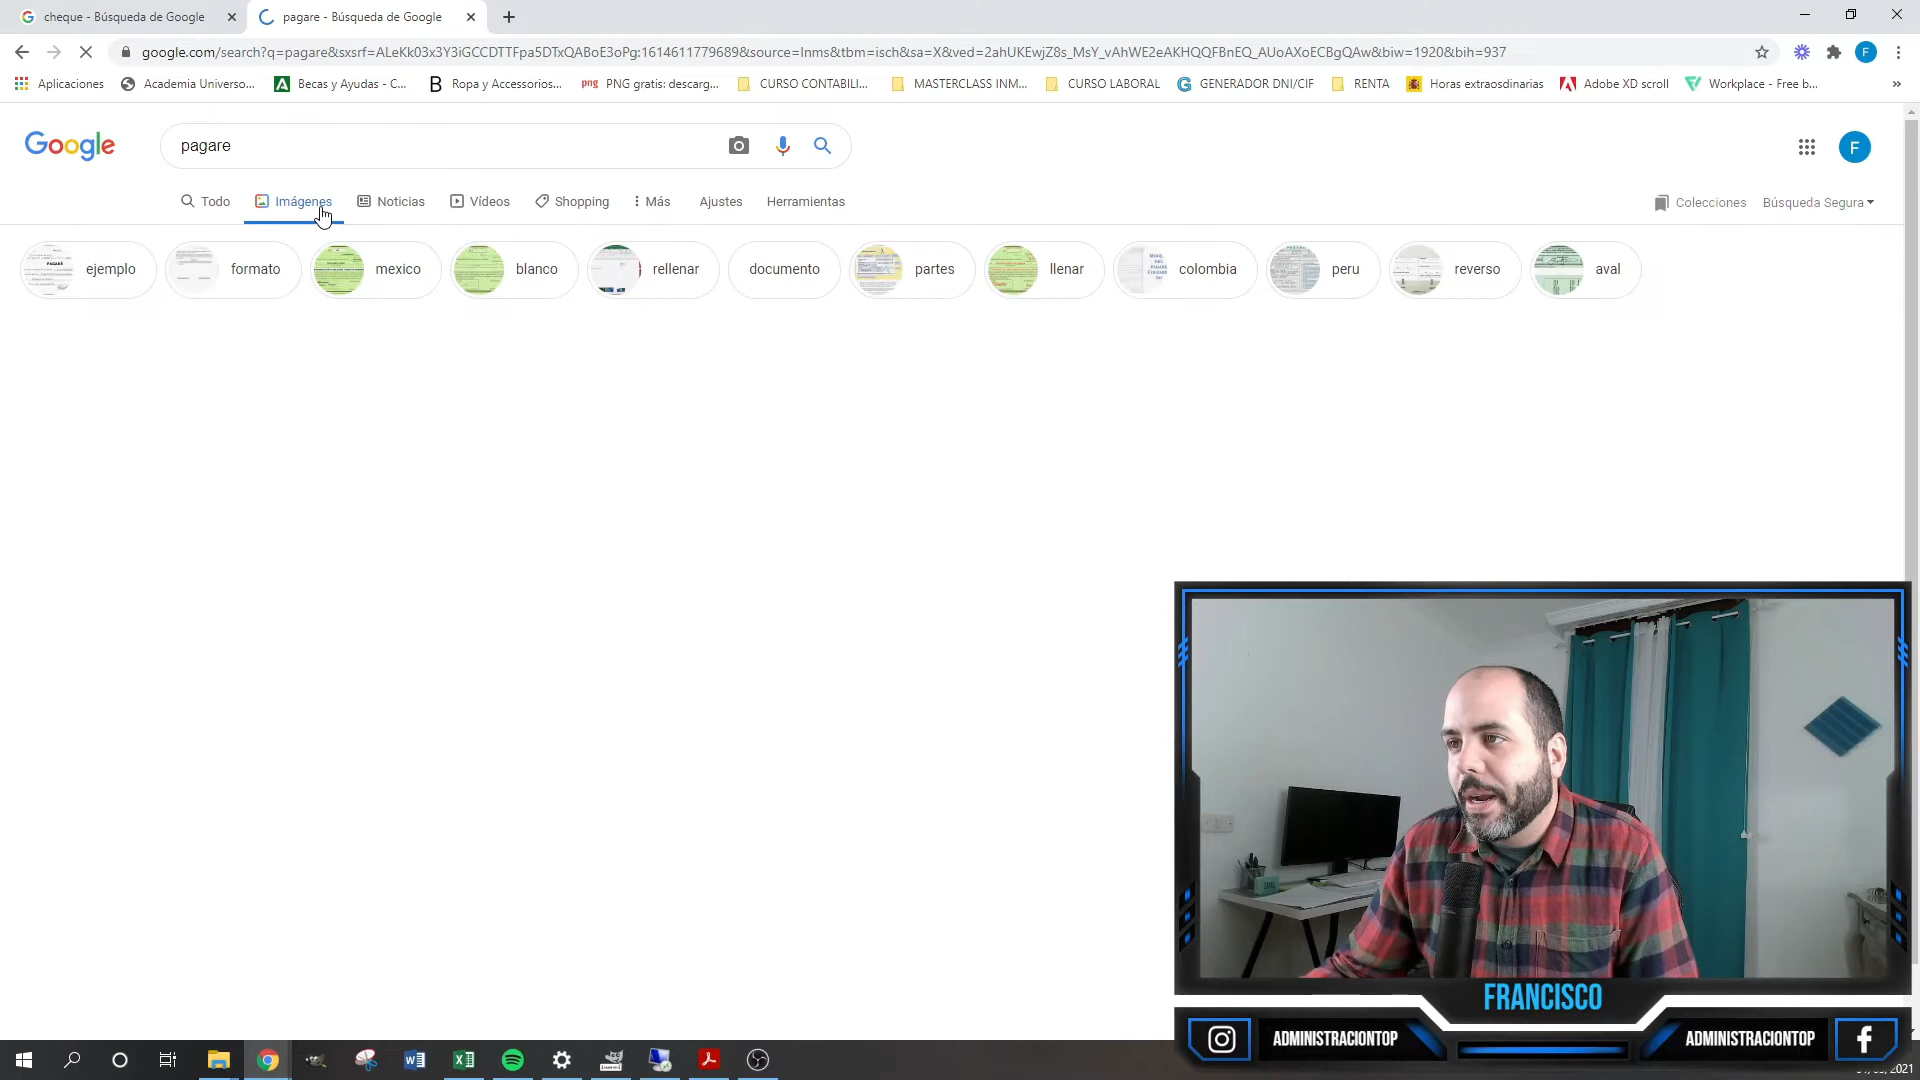 cheque - Búsqueda de Google
pagare - Búsqueda de Google
google.com/search?q=pagare&sxsrf=ALeKk03x3Y3iGCCDTTFpa5DTxQABoE3oPg:1614611779689&source=lnms&tbm=isch&sa=X&ved=2ahUKEwjZ8s_MsY_vAhWE2eAKHQQFBnEQ_AUoAXoECBgQAw&biw=1920&bih=937
F
Aplicaciones
Academia Universo...
Becas y Ayudas - C...
Ropa y Accessorios...
png PNG gratis: descarg...
CURSO CONTABILI...
MASTERCLASS INM...
CURSO LABORAL
GENERADOR DNI/CIF
RENTA
Horas extraosdinarias
Adobe XD scroll
Workplace - Free b...
»
Google
pagare
F
Todo
Imágenes
Noticias
Vídeos
Shopping
Más
Ajustes
Herramientas
Colecciones
Búsqueda Segura
ejemplo
formato
mexico
blanco
rellenar
documento
partes
llenar
colombia
peru
reverso
aval
FRANCISCO
ADMINISTRACIONTOP
ADMINISTRACIONTOP